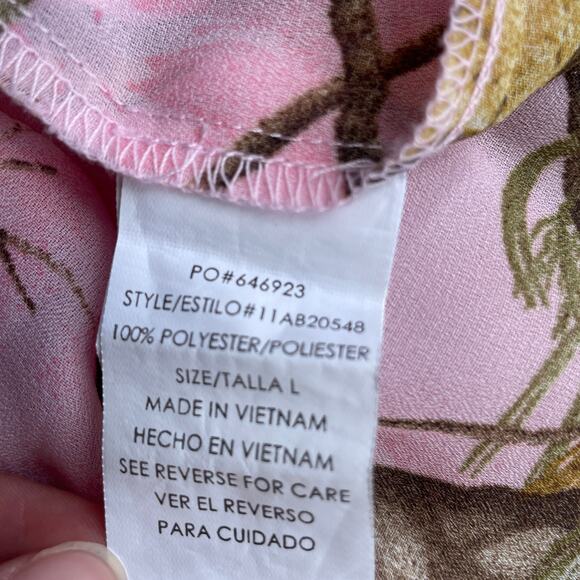 PO#646923
STYLE/ESTILO#11AB20548
100% POLYESTER/POLIESTER
SIZE/TALLA L
MADE IN VIETNAM
HECHO EN VIETNAM
SEE REVERSE FOR CARE
VER EL REVERSO
PARA CUIDADO